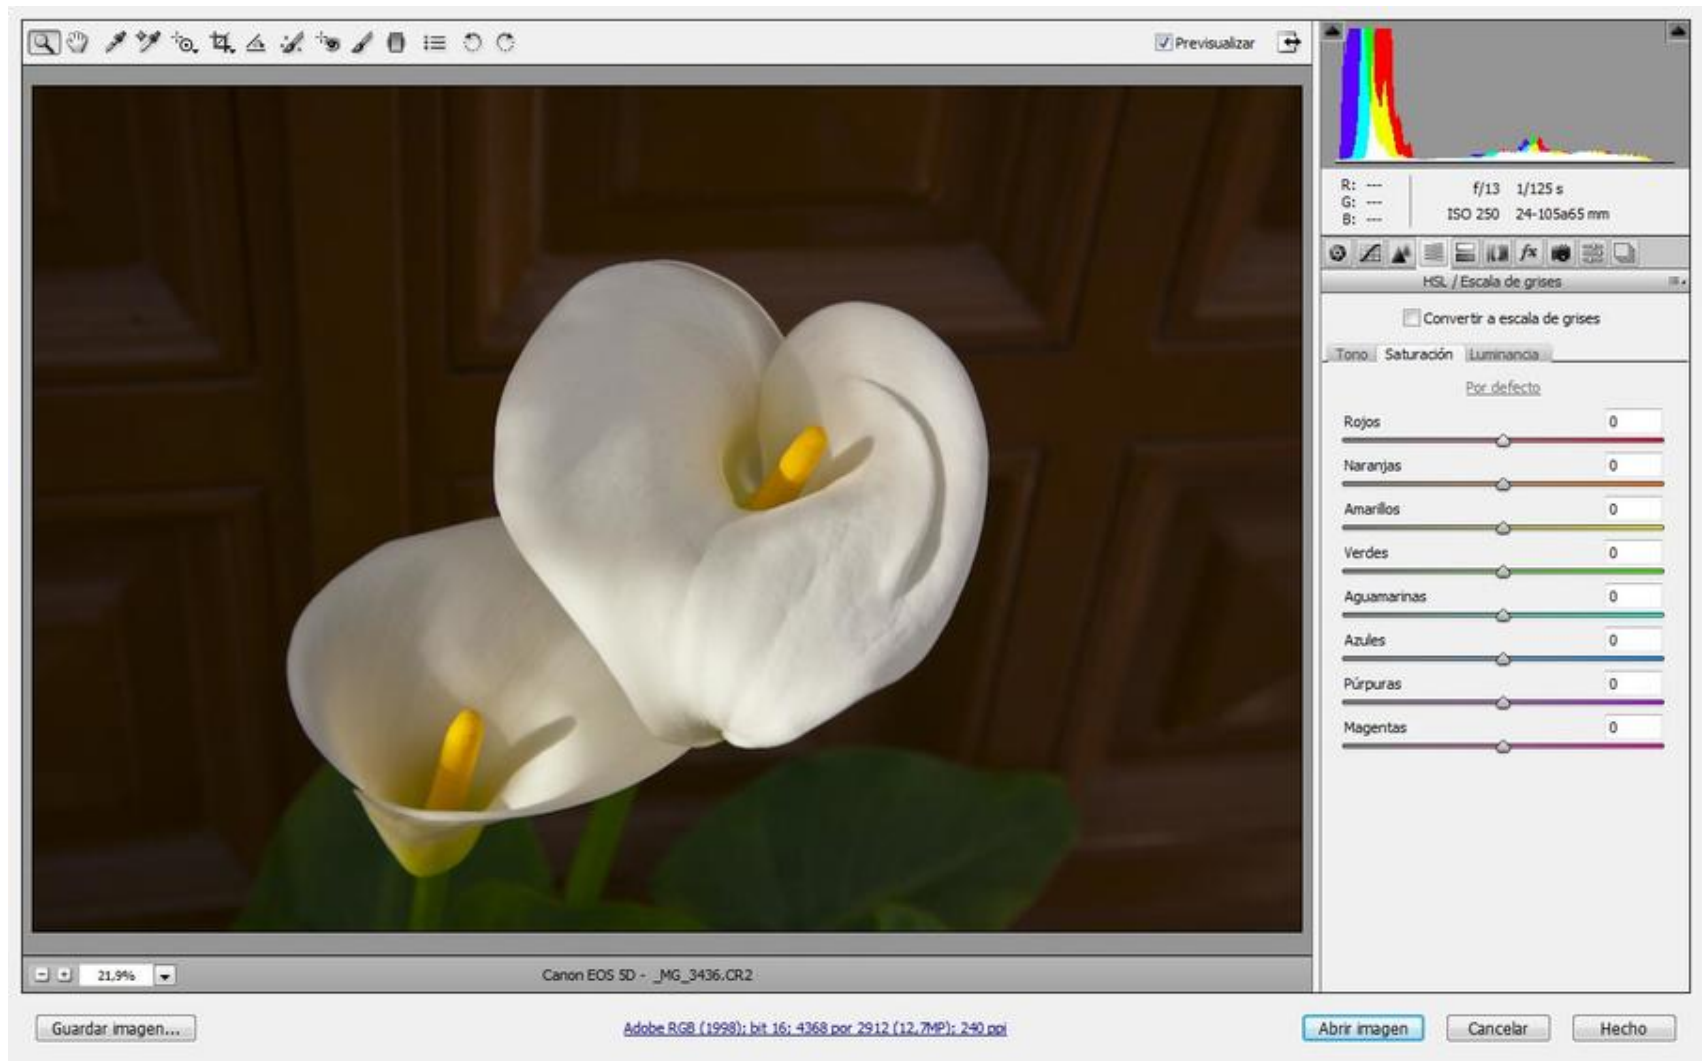 Previsualizar
R: ---
G: ---
B: ---
f/13 1/125 s
ISO 250 24-105a65 mm
fx
HSL / Escala de grises
Convertir a escala de grises
Tono Saturación Luminancia
Por defecto
Rojos 0
Naranjas 0
Amarillos 0
Verdes 0
Aguamarinas 0
Azules 0
Púrpuras 0
Magentas 0
21,9%
Canon EOS 5D - _MG_3436.CR2
Guardar imagen...
Adobe RGB (1998); bit 16; 4368 por 2912 (12,7MP); 240 ppi
Abrir imagen Cancelar Hecho